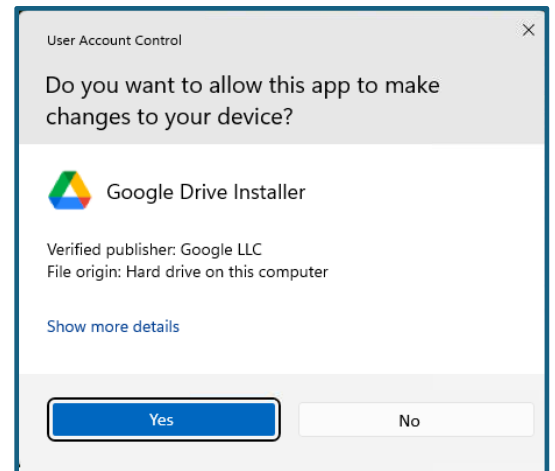 User Account Control
Do you want to allow this app to make
changes to your device?
Google Drive Installer
Verified publisher: Google LLC
File origin: Hard drive on this computer
Show more details
Yes
No